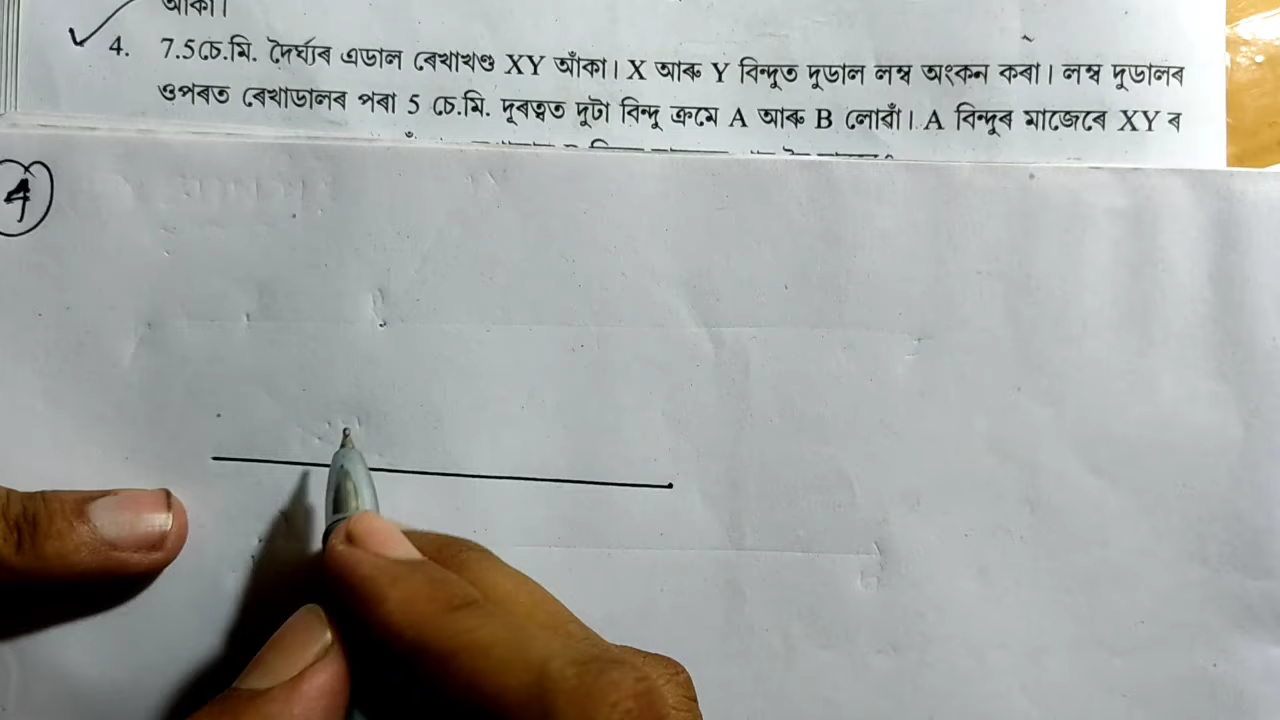 আঁকা।
4. 7.5চে.মি. দৈৰ্ঘ্যৰ এডাল ৰেখাখণ্ড XY আঁকা। X আৰু Y বিন্দুত দুডাল লম্ব অংকন কৰা। লম্ব দুডালৰ
ওপৰত ৰেখাডালৰ পৰা 5 চে.মি. দূৰত্বত দুটা বিন্দু ক্ৰমে A আৰু B লোৱাঁ। A বিন্দুৰ মাজেৰে XY ৰ
4